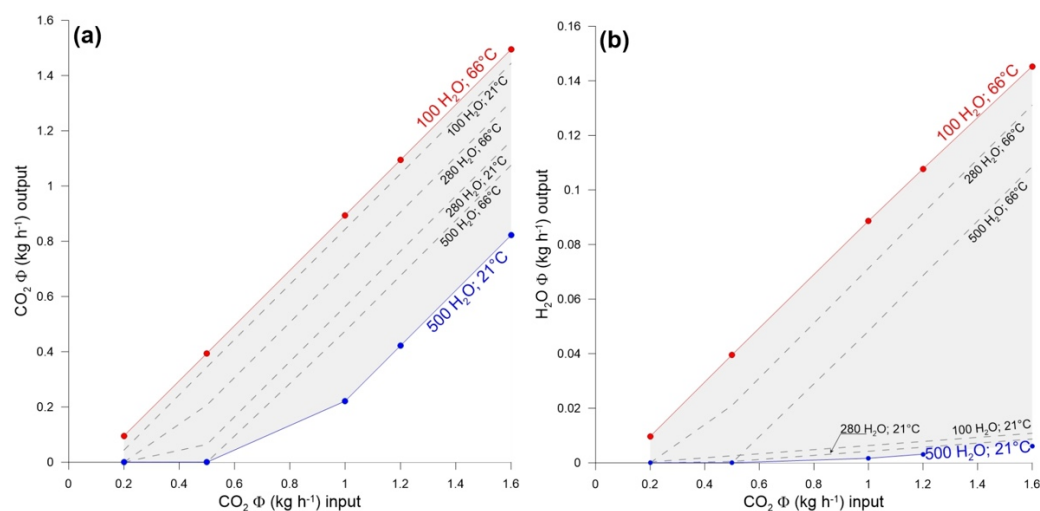 (a)
1.6
1.4
1.2
1
0.8
0.6
0.4
0.2
0
CO₂ Φ (kg h⁻¹) output
100 H₂O; 66°C
100 H₂O; 21°C
280 H₂O; 66°C
280 H₂O; 21°C
500 H₂O; 66°C
500 H₂O; 21°C
0 0.2 0.4 0.6 0.8 1.0 1.2 1.4 1.6
CO₂ Φ (kg h⁻¹) input
(b)
0.16
0.14
0.12
0.1
0.08
0.06
0.04
0.02
0
H₂O Φ (kg h⁻¹) output
100 H₂O; 66°C
280 H₂O; 66°C
500 H₂O; 66°C
280 H₂O; 21°C
100 H₂O; 21°C
500 H₂O; 21°C
0 0.2 0.4 0.6 0.8 1.0 1.2 1.4 1.6
CO₂ Φ (kg h⁻¹) input